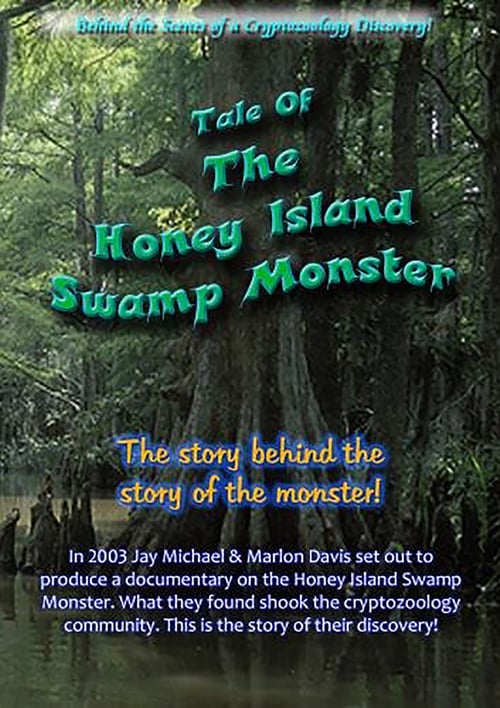 Behind the Scenes of a Cryptozoology Discovery!
Tale Of
The
Honey Island
Swamp Monster
The story behind the
story of the monster!
In 2003 Jay Michael & Marlon Davis set out to
produce a documentary on the Honey Island Swamp
Monster. What they found shook the cryptozoology
community. This is the story of their discovery!